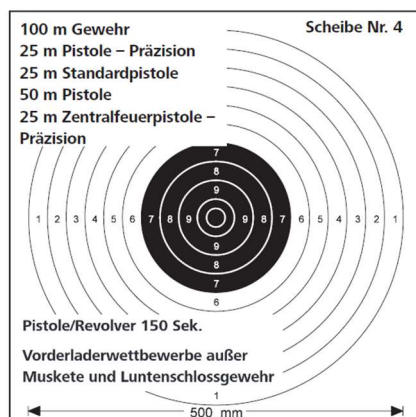 100 m Gewehr
Scheibe Nr. 4
25 m Pistole – Präzision
25 m Standardpistole
50 m Pistole
25 m Zentralfeuerpistole –
Präzision
7
8
9
1 2 3 4 5 6 7 8 9 9 8 7 6 5 4 3 2 1
9
8
7
6
Pistole/Revolver 150 Sek.
Vorderladerwettbewerbe außer
Muskete und Luntenschlossgewehr
1
500 mm